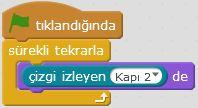 tıklandığında
sürekli tekrarla
çizgi izleyen Kapı 2 de